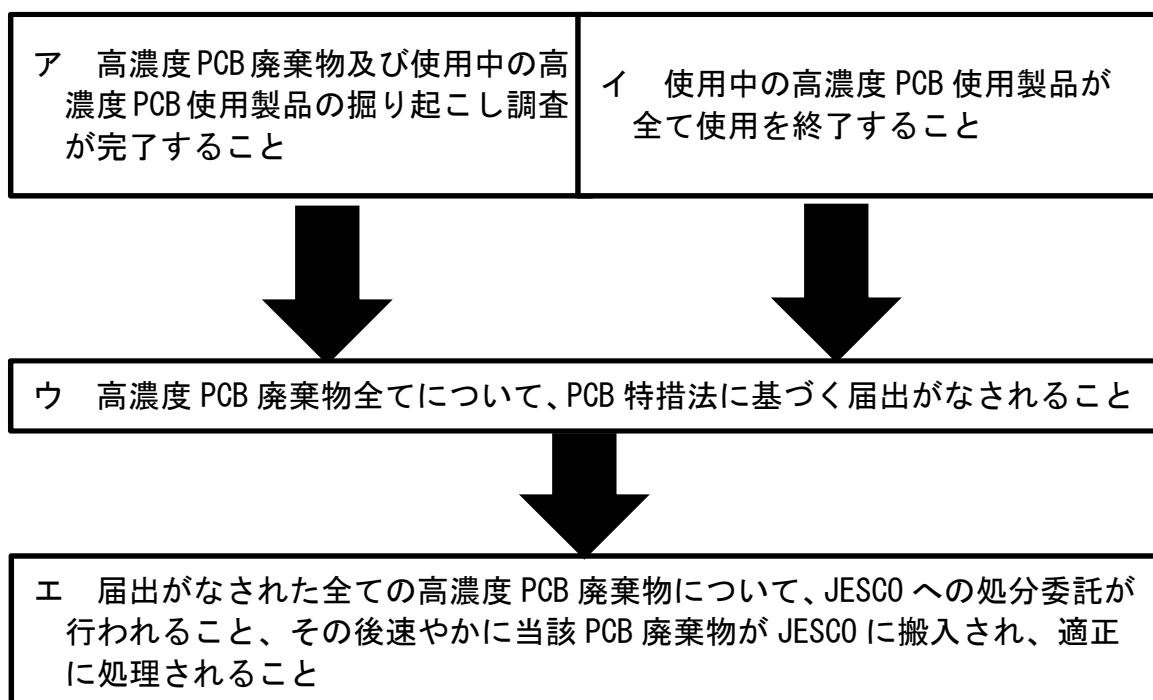 ア　高濃度PCB廃棄物及び使用中の高
濃度PCB使用製品の掘り起こし調査
が完了すること
イ　使用中の高濃度PCB使用製品が
全て使用を終了すること
ウ　高濃度PCB廃棄物全てについて、PCB特措法に基づく届出がなされること
エ　届出がなされた全ての高濃度PCB廃棄物について、JESCOへの処分委託が
行われること、その後速やかに当該PCB廃棄物がJESCOに搬入され、適正
に処理されること